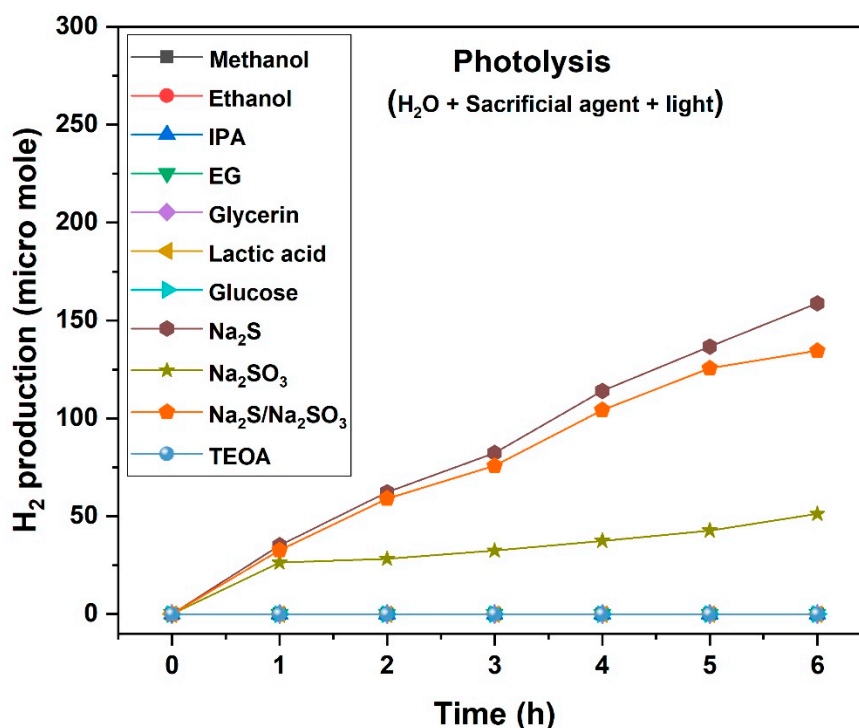 300
250
200
150
100
50
0
H₂ production (micro mole)
Methanol
Ethanol
IPA
EG
Glycerin
Lactic acid
Glucose
Na₂S
Na₂SO₃
Na₂S/Na₂SO₃
TEOA
Photolysis
(H₂O + Sacrificial agent + light)
0 1 2 3 4 5 6
Time (h)